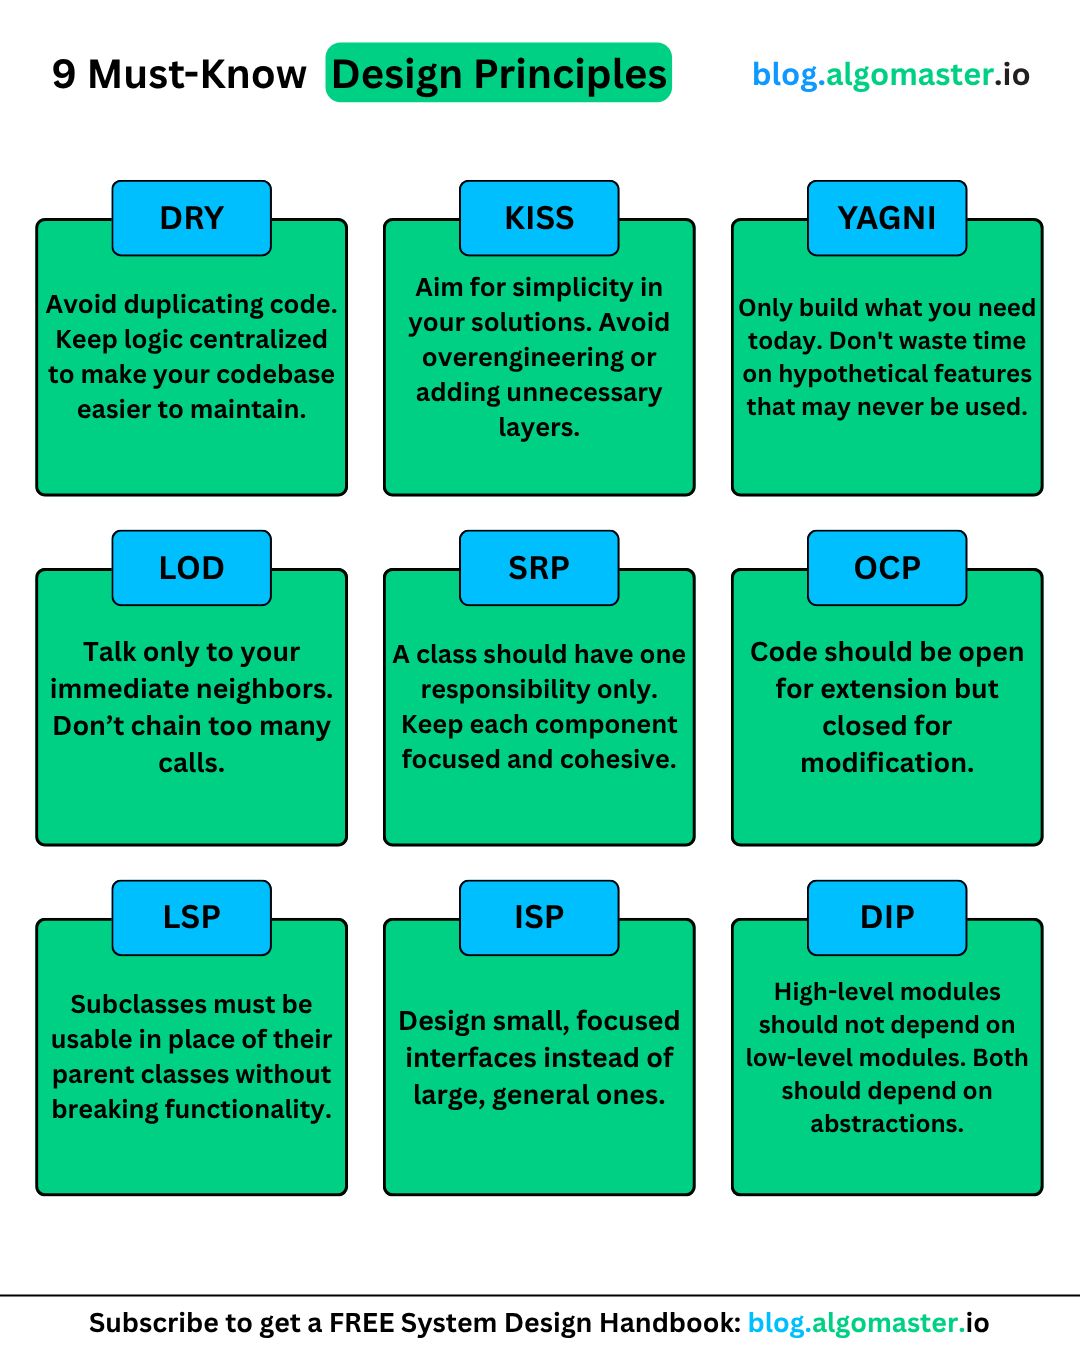 9 Must-Know Design Principles
blog.algomaster.io
DRY
Avoid duplicating code.
Keep logic centralized
to make your codebase
easier to maintain.
KISS
Aim for simplicity in
your solutions. Avoid
overengineering or
adding unnecessary
layers.
YAGNI
Only build what you need
today. Don't waste time
on hypothetical features
that may never be used.
LOD
Talk only to your
immediate neighbors.
Don’t chain too many
calls.
SRP
A class should have one
responsibility only.
Keep each component
focused and cohesive.
OCP
Code should be open
for extension but
closed for
modification.
LSP
Subclasses must be
usable in place of their
parent classes without
breaking functionality.
ISP
Design small, focused
interfaces instead of
large, general ones.
DIP
High-level modules
should not depend on
low-level modules. Both
should depend on
abstractions.
Subscribe to get a FREE System Design Handbook: blog.algomaster.io